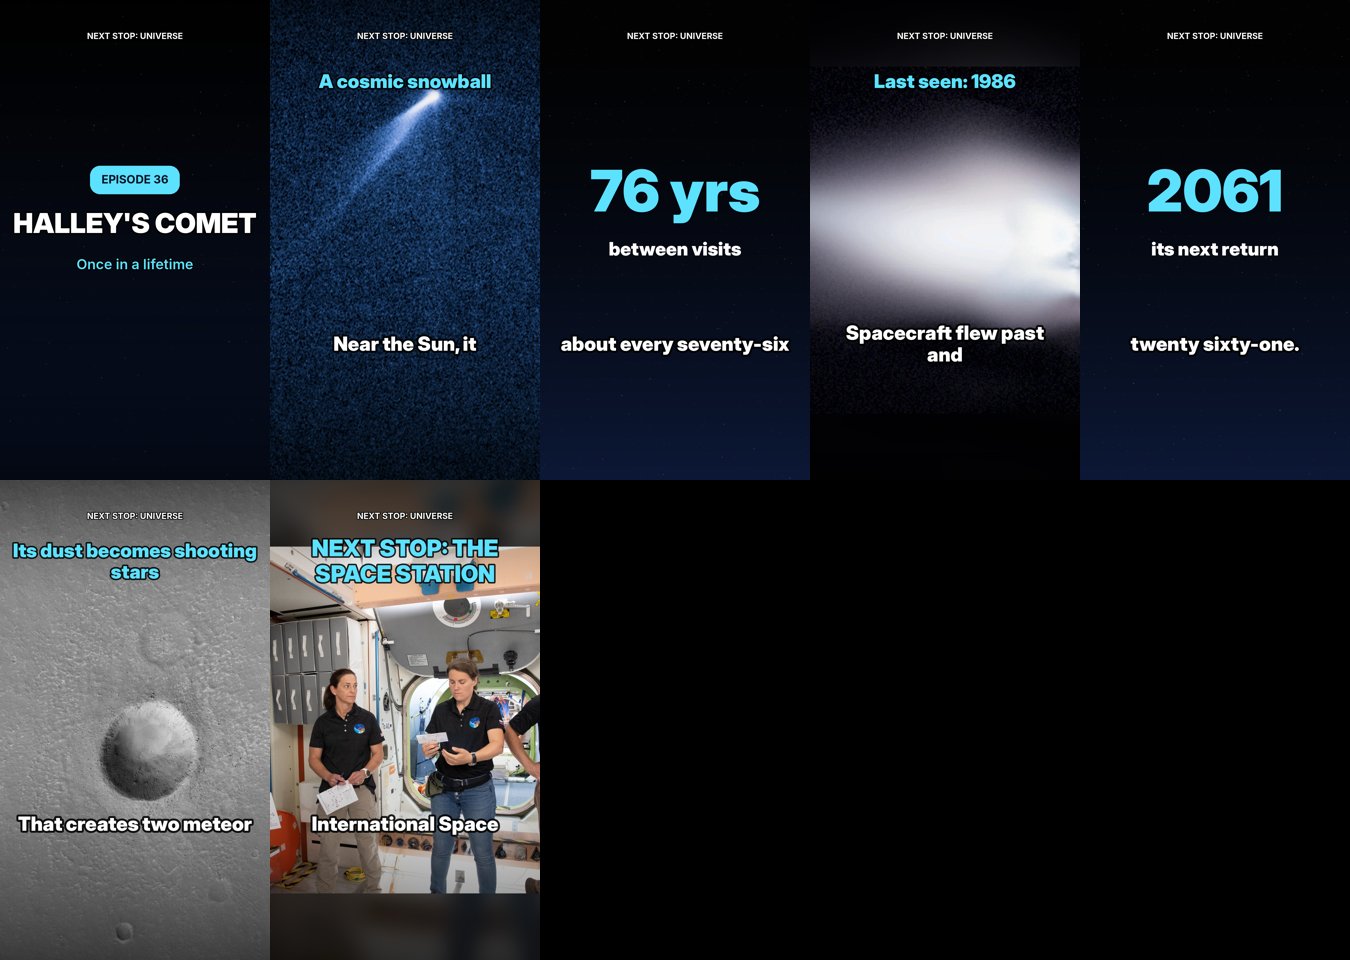 NEXT STOP: UNIVERSE
EPISODE 36
HALLEY'S COMET
Once in a lifetime
NEXT STOP: UNIVERSE
A cosmic snowball
Near the Sun, it
NEXT STOP: UNIVERSE
76 yrs
between visits
about every seventy-six
NEXT STOP: UNIVERSE
Last seen: 1986
Spacecraft flew past
and
NEXT STOP: UNIVERSE
2061
its next return
twenty sixty-one.
NEXT STOP: UNIVERSE
Its dust becomes shooting
stars
That creates two meteor
NEXT STOP: UNIVERSE
NEXT STOP: THE
SPACE STATION
International Space